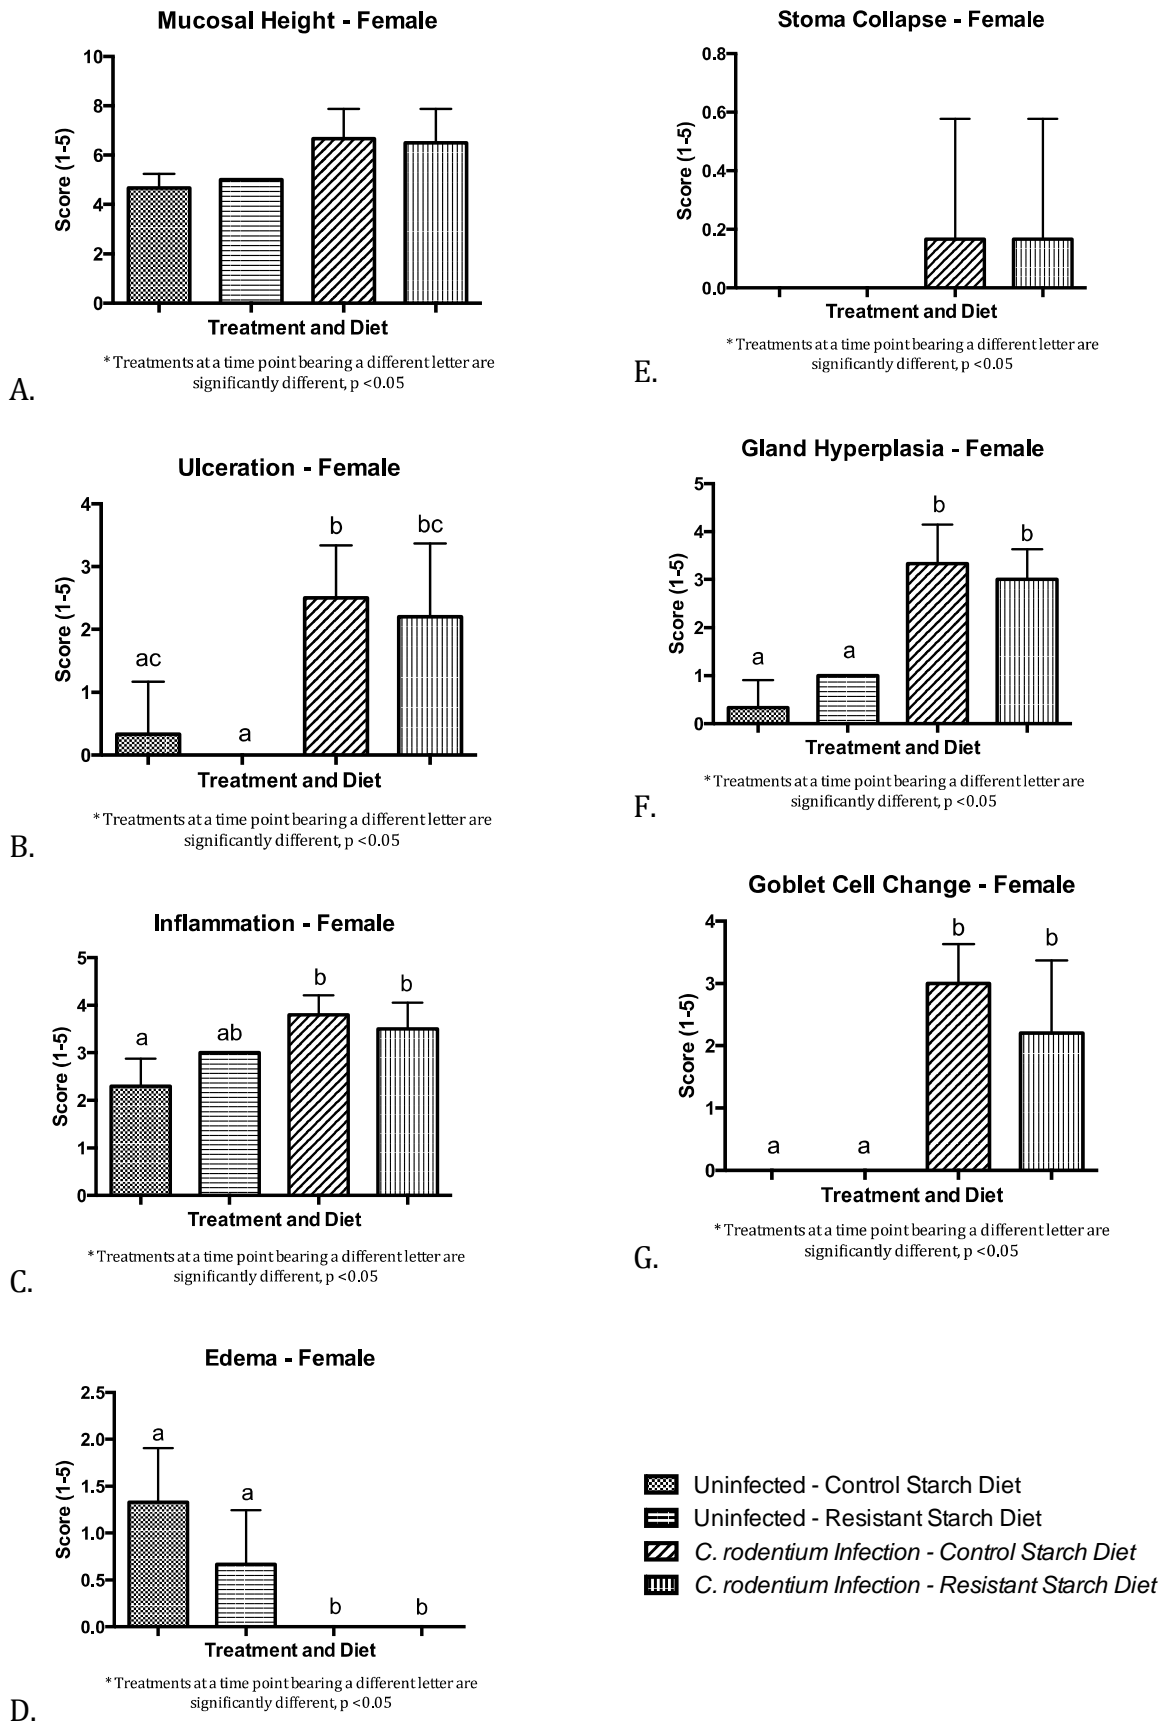 Mucosal Height - Female
10
8
6
4
2
0
Score (1-5)
Treatment and Diet
* Treatments at a time point bearing a different letter are
significantly different, p <0.05
A.
Ulceration - Female
4
3
2
1
0
Score (1-5)
ac
a
b
bc
Treatment and Diet
* Treatments at a time point bearing a different letter are
significantly different, p <0.05
B.
Inflammation - Female
5
4
3
2
1
0
Score (1-5)
a
ab
b
b
Treatment and Diet
* Treatments at a time point bearing a different letter are
significantly different, p <0.05
C.
Edema - Female
2.5
2.0
1.5
1.0
0.5
0.0
Score (1-5)
a
a
b
b
Treatment and Diet
* Treatments at a time point bearing a different letter are
significantly different, p <0.05
D.
Stoma Collapse - Female
0.8
0.6
0.4
0.2
0.0
Score (1-5)
Treatment and Diet
* Treatments at a time point bearing a different letter are
significantly different, p <0.05
E.
Gland Hyperplasia - Female
5
4
3
2
1
0
Score (1-5)
a
a
b
b
Treatment and Diet
* Treatments at a time point bearing a different letter are
significantly different, p <0.05
F.
Goblet Cell Change - Female
4
3
2
1
0
Score (1-5)
a
a
b
b
Treatment and Diet
* Treatments at a time point bearing a different letter are
significantly different, p <0.05
G.
Uninfected - Control Starch Diet
Uninfected - Resistant Starch Diet
C. rodentium Infection - Control Starch Diet
C. rodentium Infection - Resistant Starch Diet